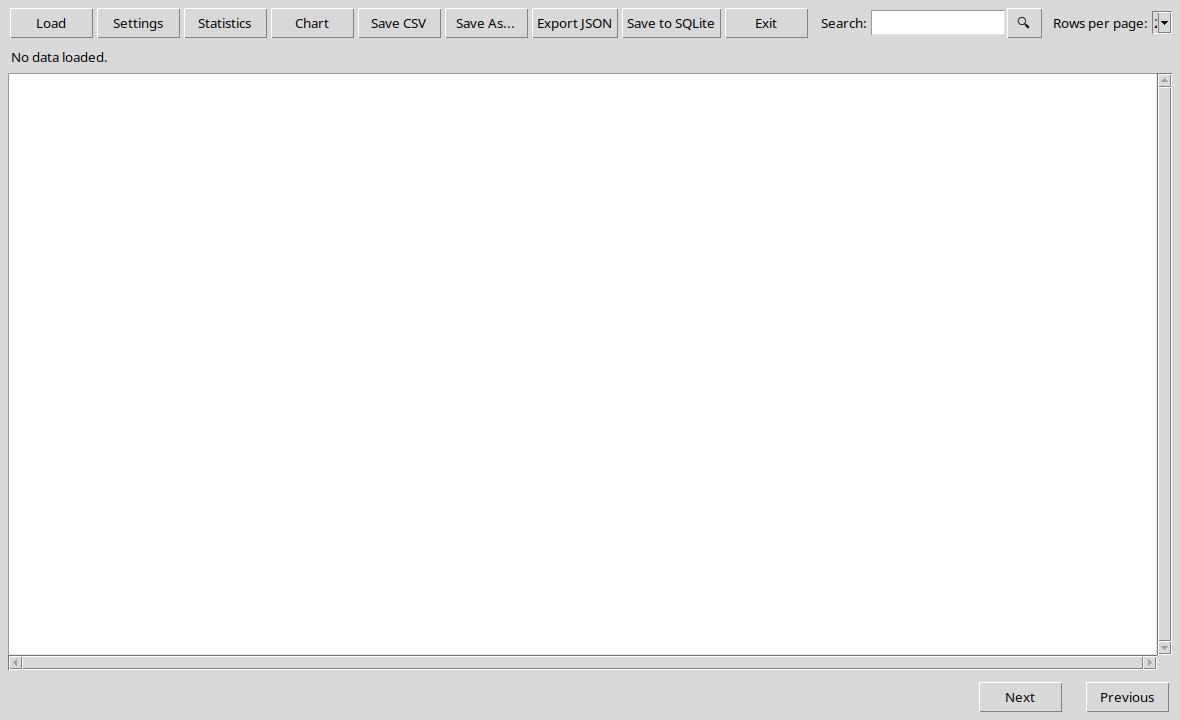 Load Settings Statistics Chart Save CSV Save As... Export JSON Save to SQLite Exit Search: Rows per page:
No data loaded.
Next Previous